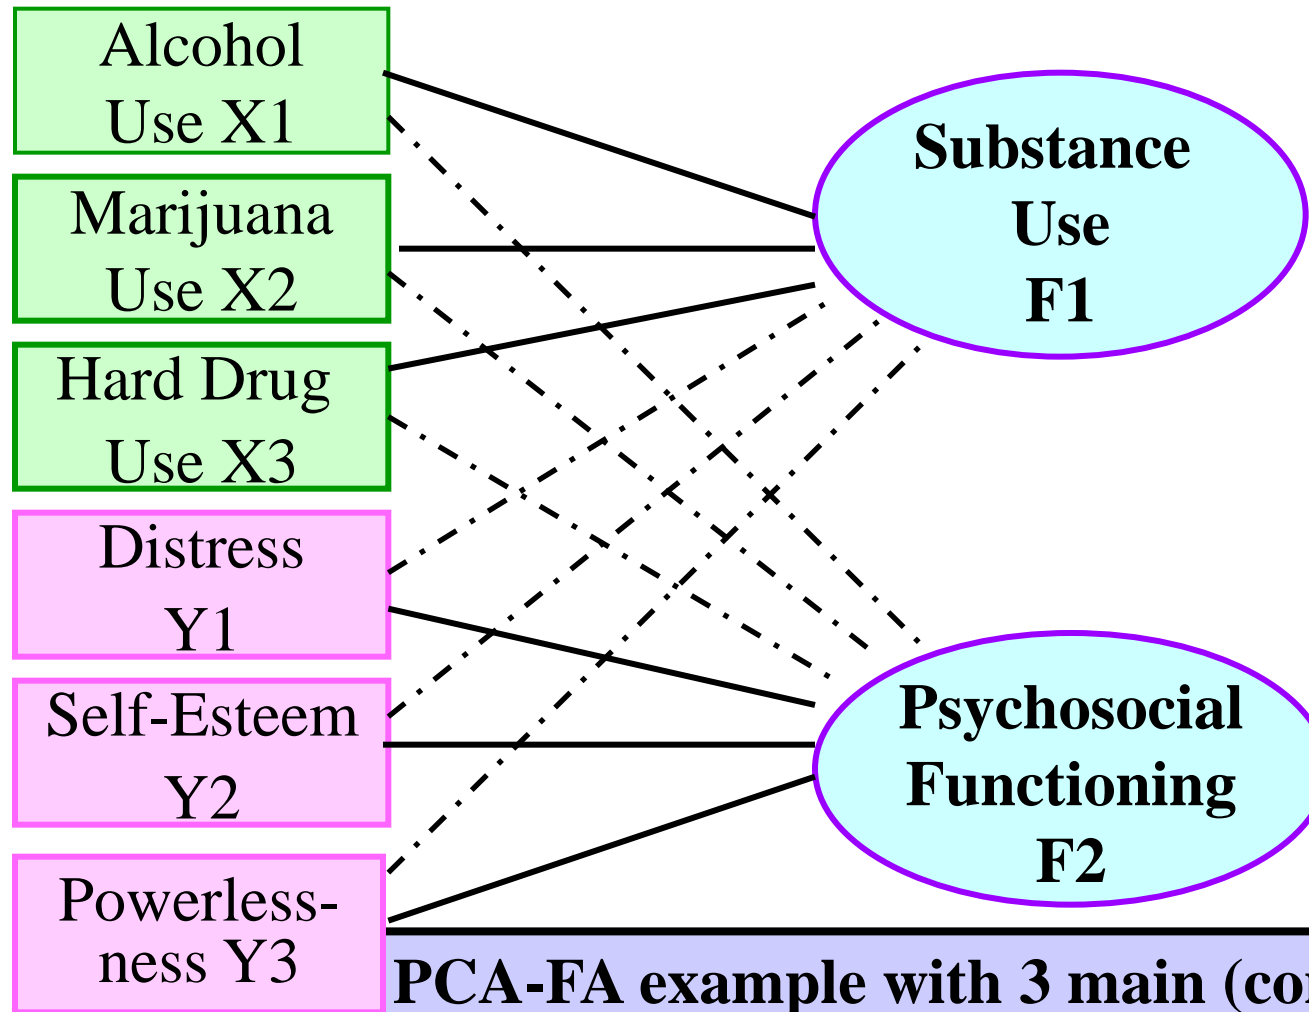 Alcohol
Use X1
Marijuana
Use X2
Hard Drug
Use X3
Distress
Y1
Self-Esteem
Y2
Powerless-
ness Y3
Substance
Use
F1
Psychosocial
Functioning
F2
PCA-FA example with 3 main